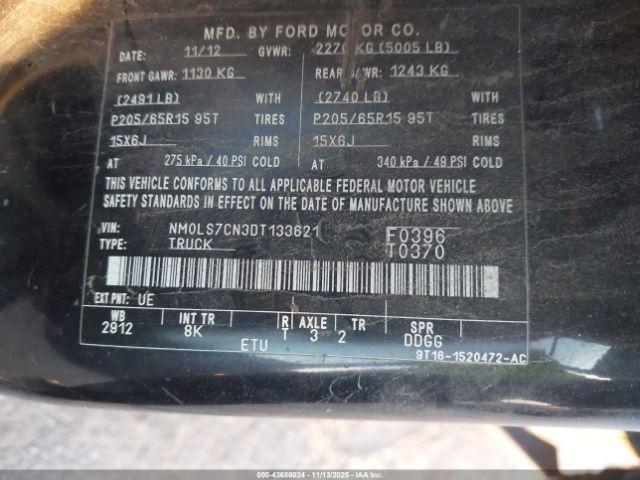 MFD. BY FORD MOTOR CO.
DATE: 11/12 GVWR: 2270 KG (5005 LB)
FRONT GAWR: 1130 KG REAR GAWR: 1243 KG
(2491 LB) WITH (2740 LB) WITH
P205/65R15 95T TIRES P205/65R15 95T TIRES
15X6J RIMS 15X6J RIMS
AT 275 kPa / 40 PSI COLD AT 340 kPa / 49 PSI COLD
THIS VEHICLE CONFORMS TO ALL APPLICABLE FEDERAL MOTOR VEHICLE
SAFETY STANDARDS IN EFFECT ON THE DATE OF MANUFACTURE SHOWN ABOVE.
VIN: NM0LS7CN3DT133621 F0396
TYPE: TRUCK T0370
EXT PNT: UE
WB INT TR R AXLE TR SPR
2912 8K T 3 2 DDGG
ETU 9T16-1520472-AC
000-43686024 | 11/13/2025 - IAA, Inc.